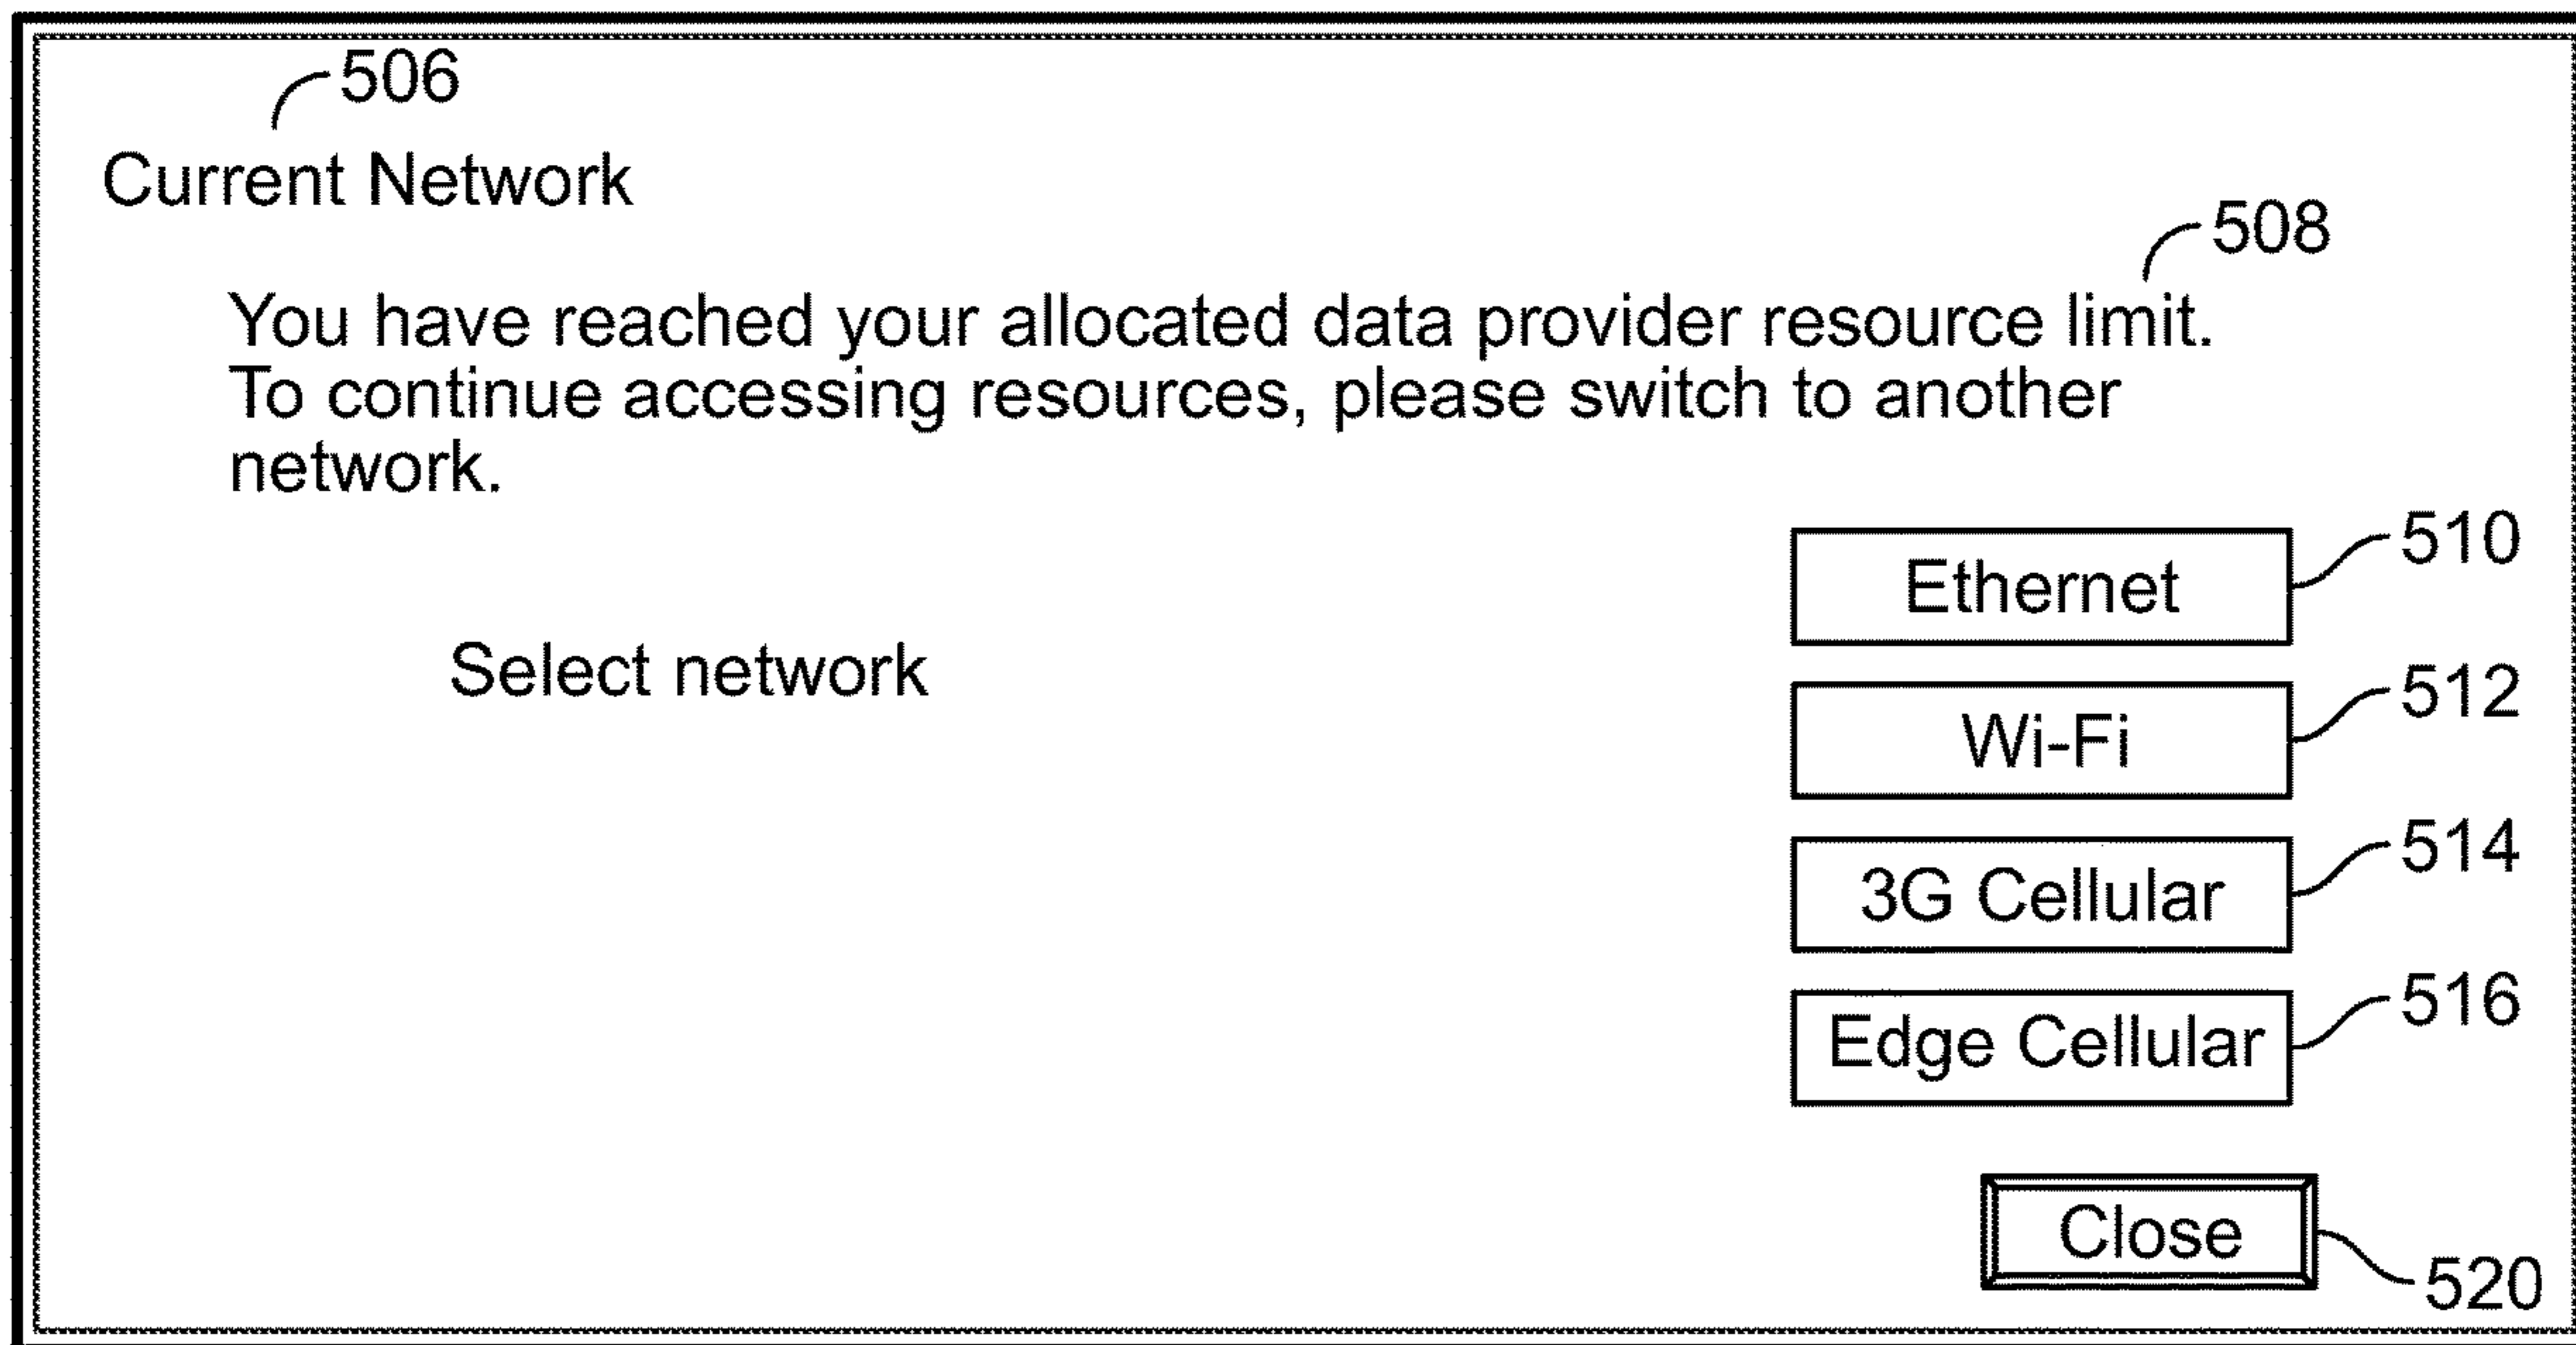 506
Current Network
508
You have reached your allocated data provider resource limit.
To continue accessing resources, please switch to another
network.
Ethernet
510
Select network
Wi-Fi
512
3G Cellular
514
Edge Cellular
516
Close
520